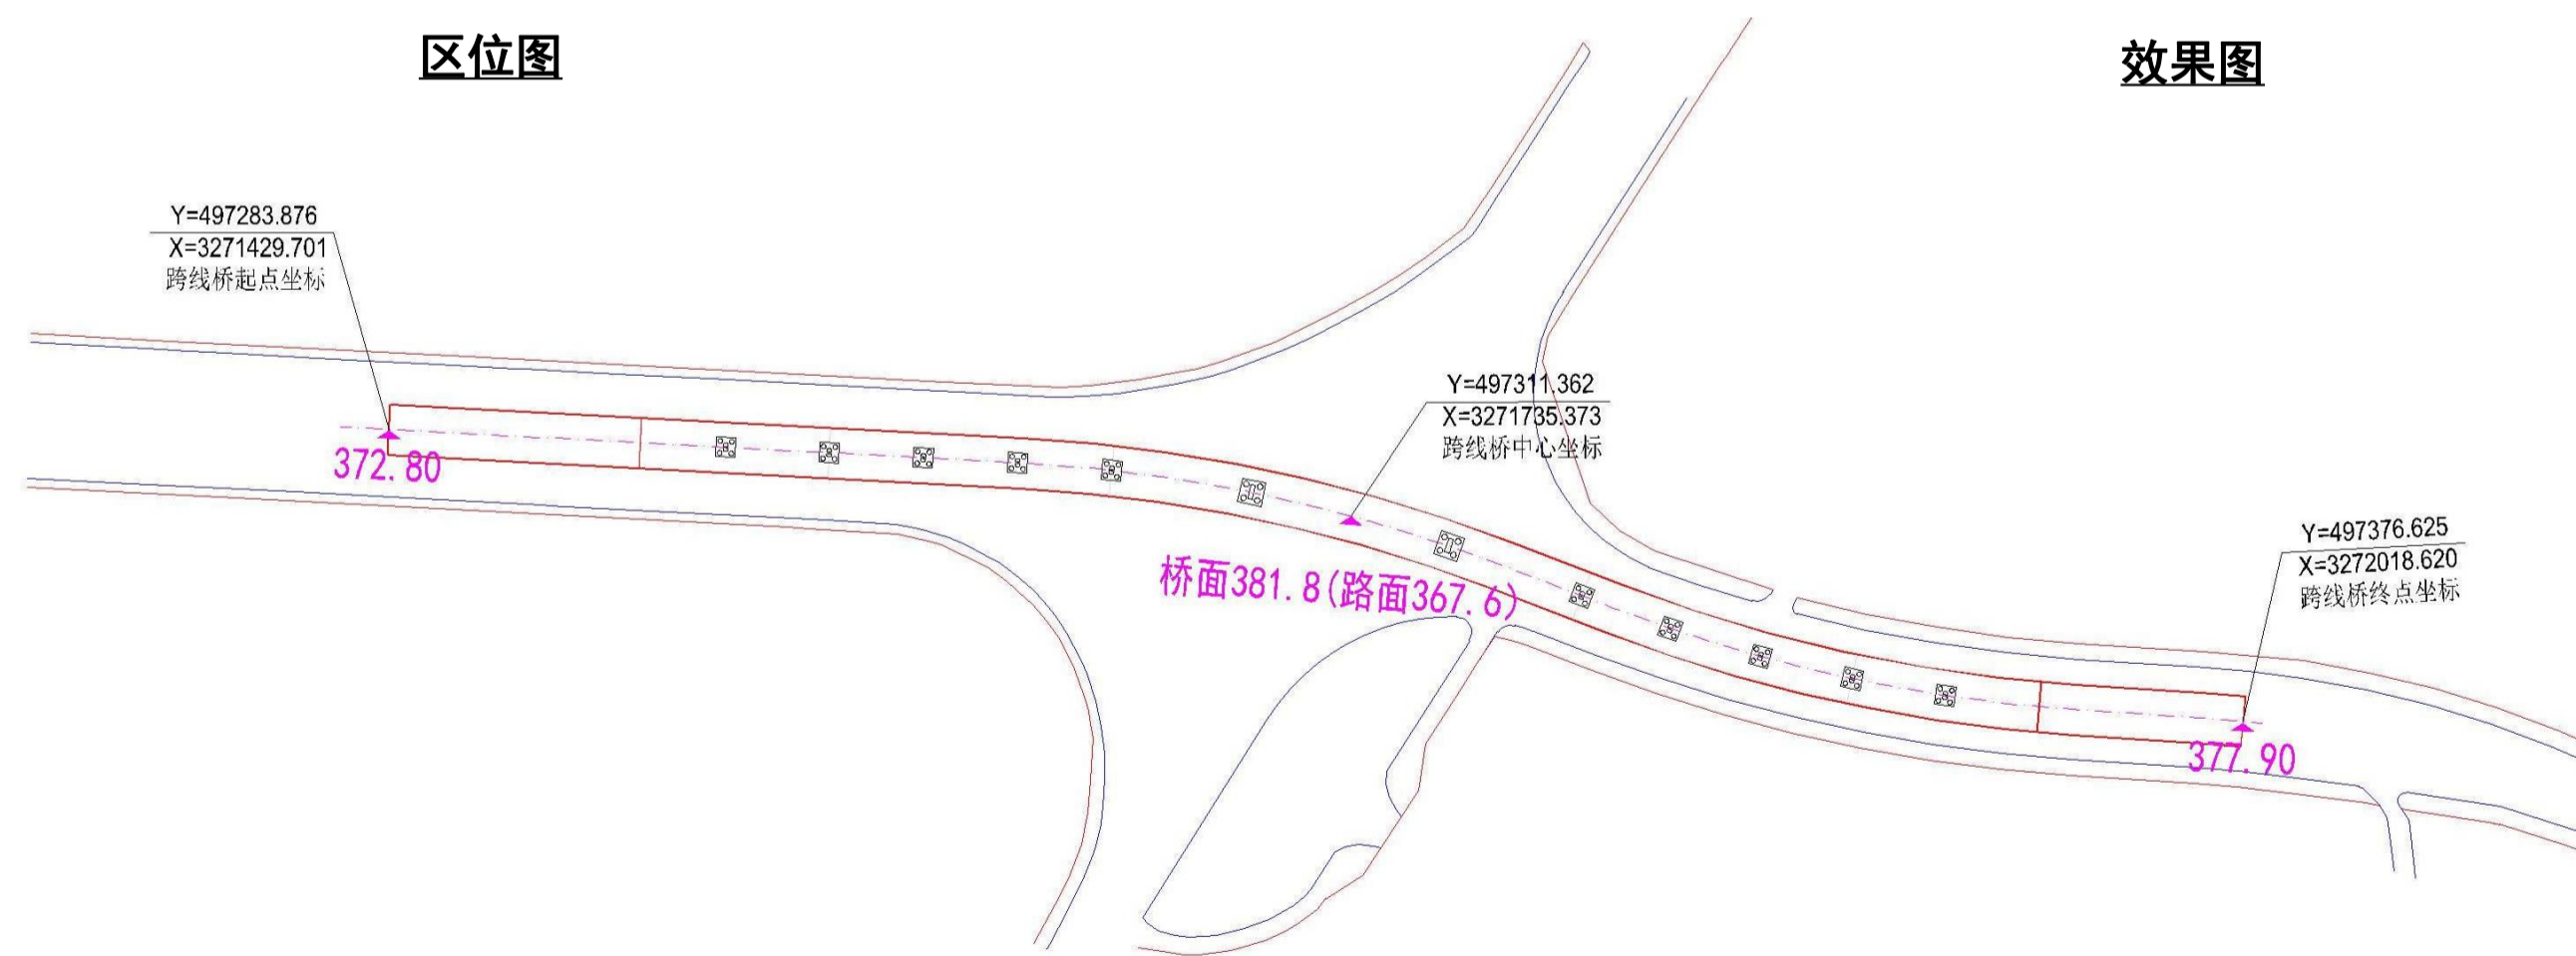 区位图
效果图
Y=497283.876
X=3271429.701
跨线桥起点坐标
372.80
Y=497311.362
X=3271735.373
跨线桥中心坐标
桥面381.8(路面367.6)
Y=497376.625
X=3272018.620
跨线桥终点坐标
377.90